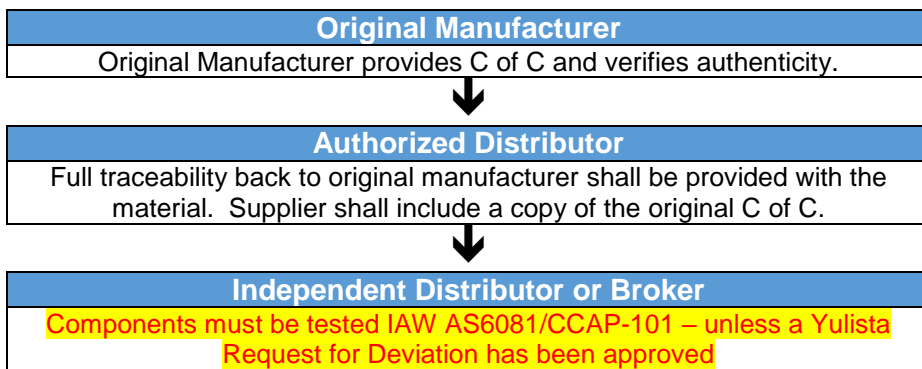 Original Manufacturer
Original Manufacturer provides C of C and verifies authenticity.
Authorized Distributor
Full traceability back to original manufacturer shall be provided with the
material.  Supplier shall include a copy of the original C of C.
Independent Distributor or Broker
Components must be tested IAW AS6081/CCAP-101 – unless a Yulista
Request for Deviation has been approved